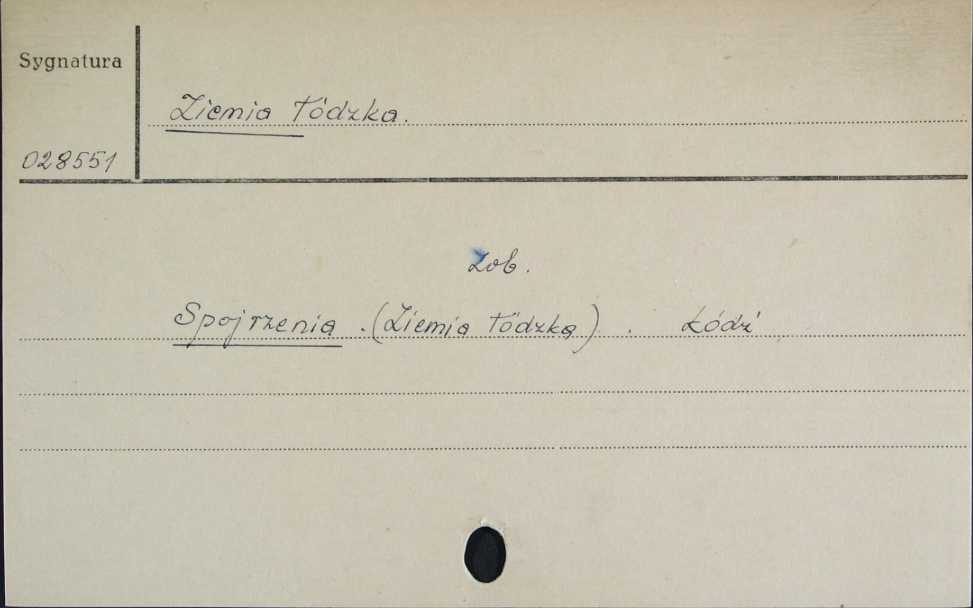 Sygnatura
Ziemia Łódzka.
028551
Zob.
Spojrzenia. (Ziemia Łódzka). Łódź